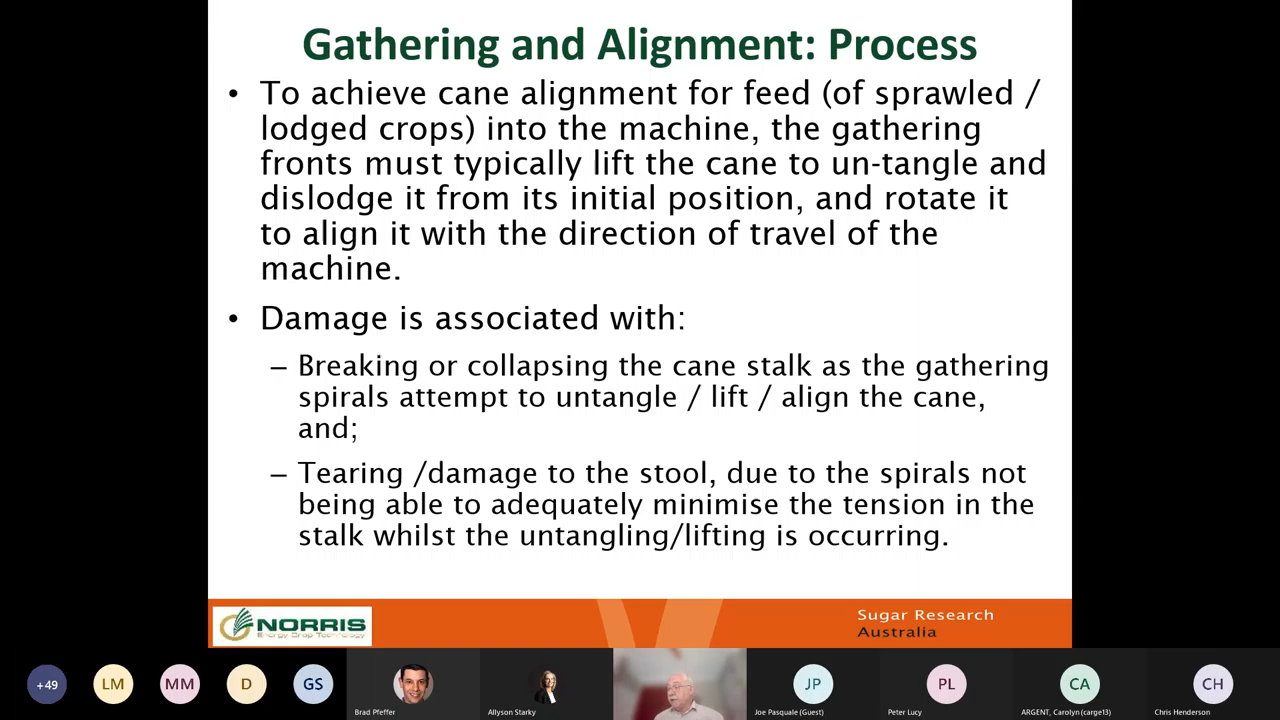 Gathering and Alignment: Process
• To achieve cane alignment for feed (of sprawled /
lodged crops) into the machine, the gathering
fronts must typically lift the cane to un-tangle and
dislodge it from its initial position, and rotate it
to align it with the direction of travel of the
machine.
• Damage is associated with:
– Breaking or collapsing the cane stalk as the gathering
spirals attempt to untangle / lift / align the cane,
and;
– Tearing /damage to the stool, due to the spirals not
being able to adequately minimise the tension in the
stalk whilst the untangling/lifting is occurring.
NORRIS
Energy Crop Technology
Sugar Research
Australia
+49
LM
MM
D
GS
JP
PL
CA
CH
Brad Pfeffer
Allyson Starky
Joe Pasquale (Guest)
Peter Lucy
ARGENT, Carolyn (carge13)
Chris Henderson